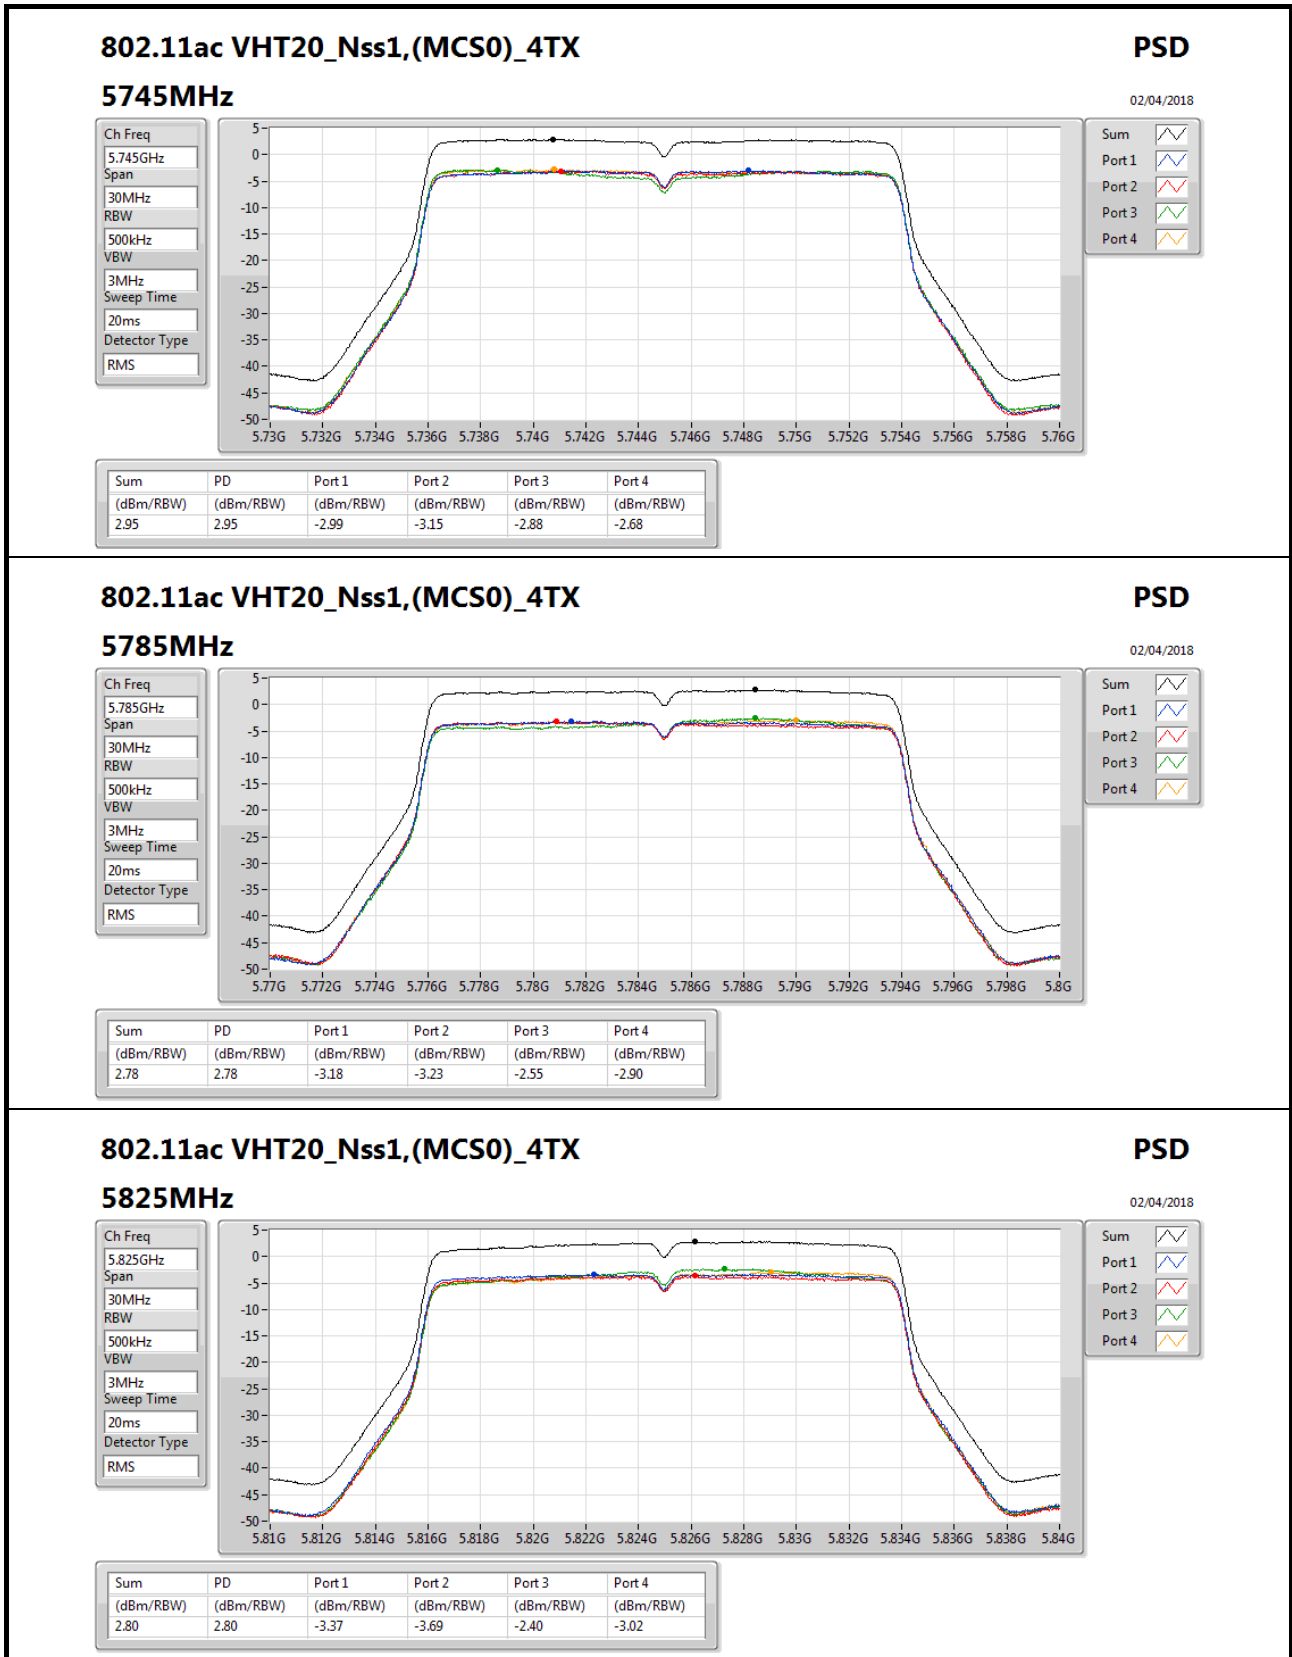 802.11ac VHT20_Nss1,(MCS0)_4TX PSD
5745MHz 02/04/2018
Ch Freq
5.745GHz
Span
30MHz
RBW
500kHz
VBW
3MHz
Sweep Time
20ms
Detector Type
RMS
5
0
-5
-10
-15
-20
-25
-30
-35
-40
-45
-50
5.73G 5.732G 5.734G 5.736G 5.738G 5.74G 5.742G 5.744G 5.746G 5.748G 5.75G 5.752G 5.754G 5.756G 5.758G 5.76G
Sum
Port 1
Port 2
Port 3
Port 4
Sum PD Port 1 Port 2 Port 3 Port 4
(dBm/RBW) (dBm/RBW) (dBm/RBW) (dBm/RBW) (dBm/RBW) (dBm/RBW)
2.95 2.95 -2.99 -3.15 -2.88 -2.68
802.11ac VHT20_Nss1,(MCS0)_4TX PSD
5785MHz 02/04/2018
Ch Freq
5.785GHz
Span
30MHz
RBW
500kHz
VBW
3MHz
Sweep Time
20ms
Detector Type
RMS
5
0
-5
-10
-15
-20
-25
-30
-35
-40
-45
-50
5.77G 5.772G 5.774G 5.776G 5.778G 5.78G 5.782G 5.784G 5.786G 5.788G 5.79G 5.792G 5.794G 5.796G 5.798G 5.8G
Sum
Port 1
Port 2
Port 3
Port 4
Sum PD Port 1 Port 2 Port 3 Port 4
(dBm/RBW) (dBm/RBW) (dBm/RBW) (dBm/RBW) (dBm/RBW) (dBm/RBW)
2.78 2.78 -3.18 -3.23 -2.55 -2.90
802.11ac VHT20_Nss1,(MCS0)_4TX PSD
5825MHz 02/04/2018
Ch Freq
5.825GHz
Span
30MHz
RBW
500kHz
VBW
3MHz
Sweep Time
20ms
Detector Type
RMS
5
0
-5
-10
-15
-20
-25
-30
-35
-40
-45
-50
5.81G 5.812G 5.814G 5.816G 5.818G 5.82G 5.822G 5.824G 5.826G 5.828G 5.83G 5.832G 5.834G 5.836G 5.838G 5.84G
Sum
Port 1
Port 2
Port 3
Port 4
Sum PD Port 1 Port 2 Port 3 Port 4
(dBm/RBW) (dBm/RBW) (dBm/RBW) (dBm/RBW) (dBm/RBW) (dBm/RBW)
2.80 2.80 -3.37 -3.69 -2.40 -3.02